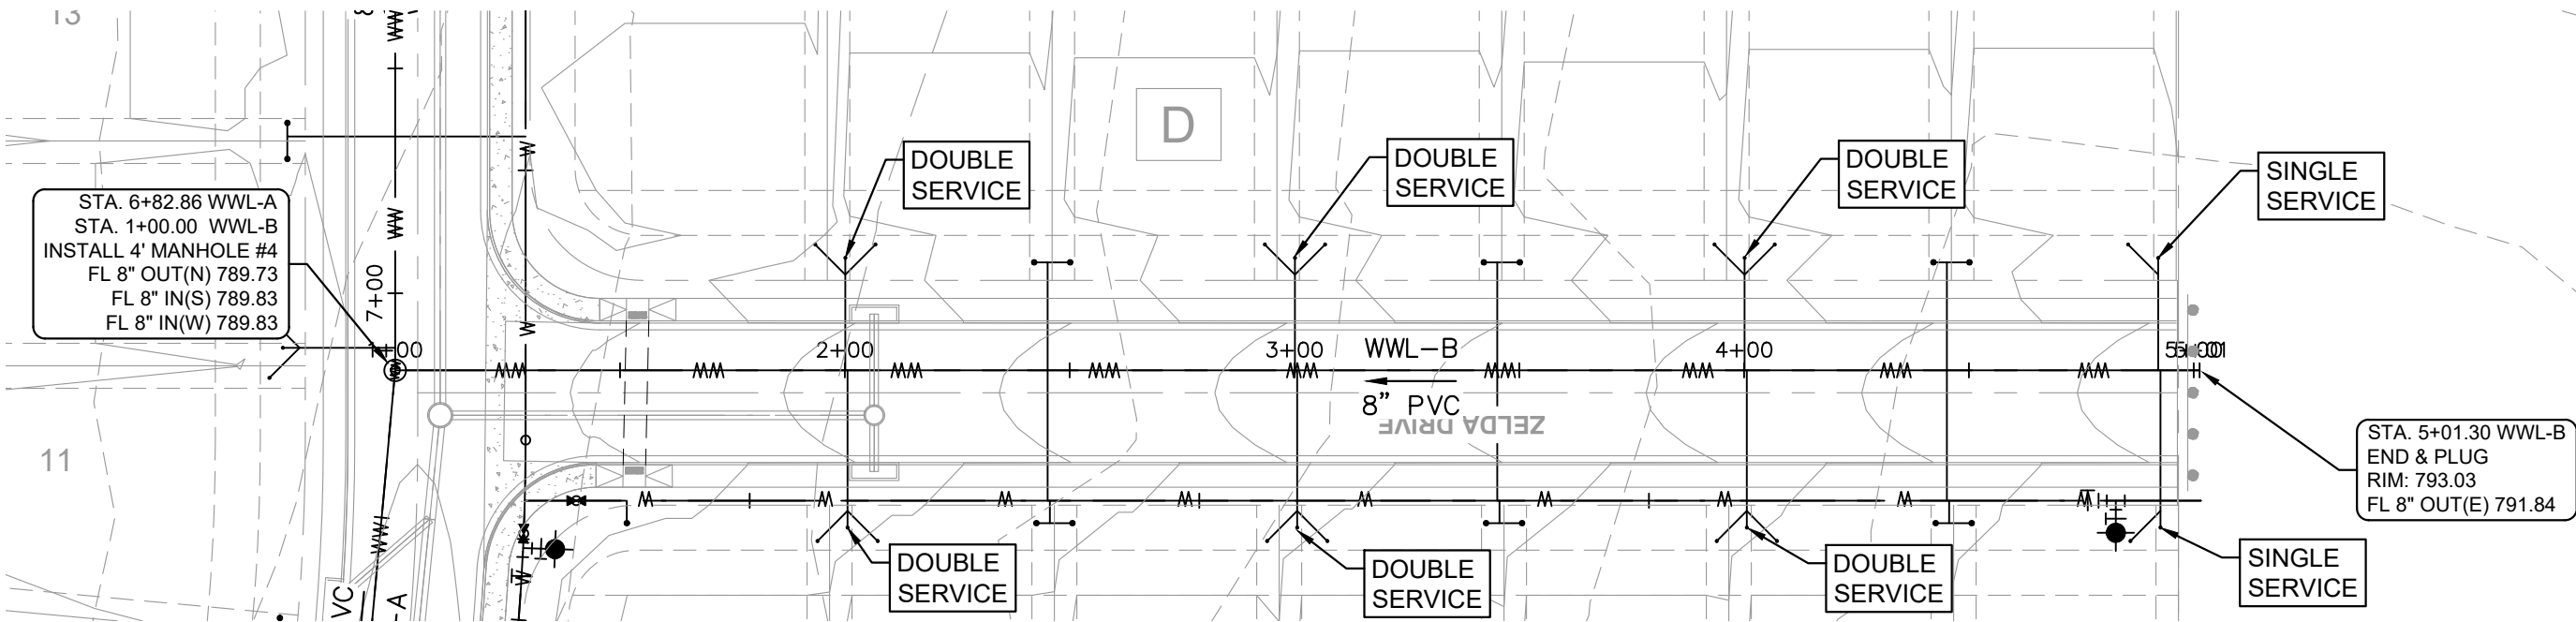 13
D
DOUBLE
SERVICE
DOUBLE
SERVICE
DOUBLE
SERVICE
SINGLE
SERVICE
STA. 6+82.86 WWL-A
STA. 1+00.00 WWL-B
INSTALL 4' MANHOLE #4
FL 8" OUT(N) 789.73
FL 8" IN(S) 789.83
FL 8" IN(W) 789.83
7+00
1+00
2+00
3+00
WWL-B
4+00
8" PVC
ZELDA DRIVE
STA. 5+01.30 WWL-B
END & PLUG
RIM: 793.03
FL 8" OUT(E) 791.84
11
DOUBLE
SERVICE
DOUBLE
SERVICE
DOUBLE
SERVICE
SINGLE
SERVICE
VC
-A